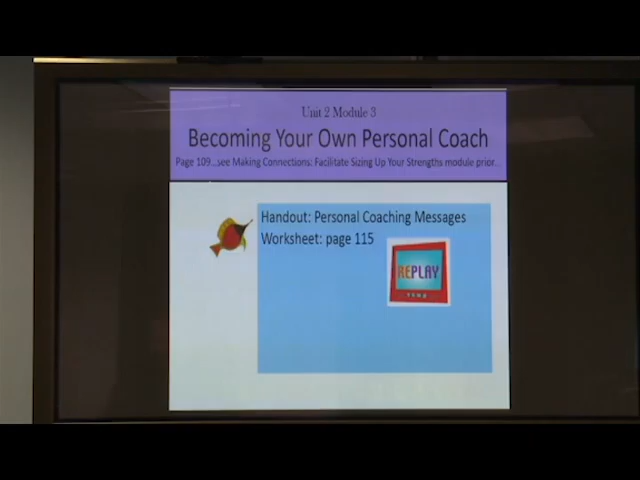 Unit 2 Module 3
Becoming Your Own Personal Coach
Page 109...see Making Connections: Facilitate Sizing Up Your Strengths module prior...
Handout: Personal Coaching Messages
Worksheet: page 115
REPLAY